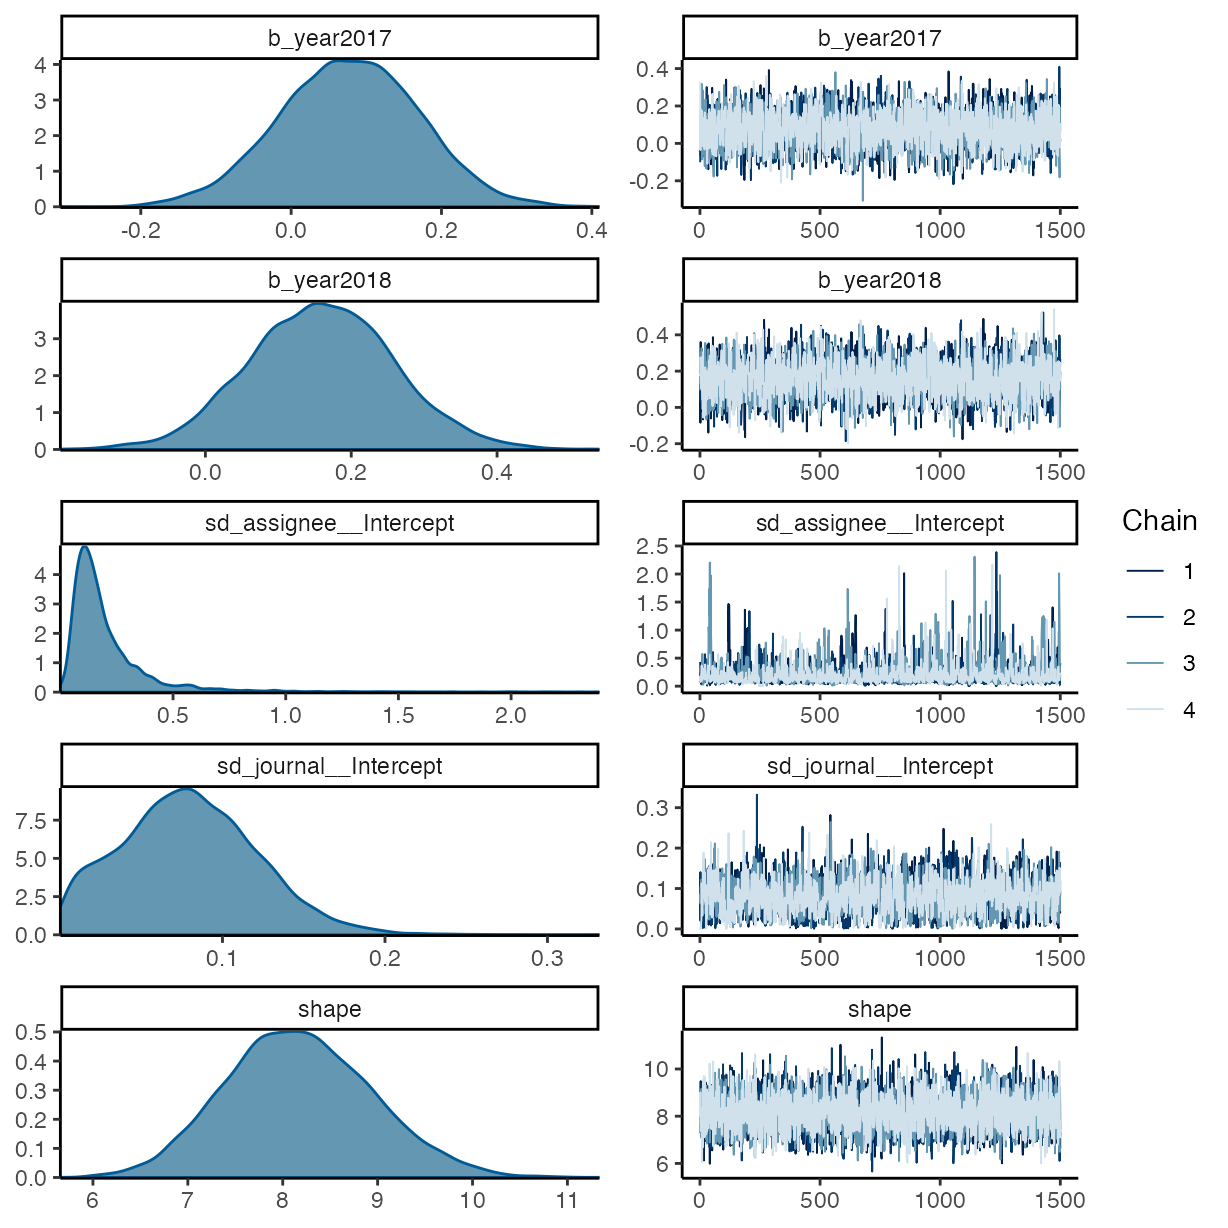 b_year2017
4
3
2
1
0
-0.2 0.0 0.2 0.4
b_year2017
0.4
0.2
0.0
-0.2
0 500 1000 1500
b_year2018
3
2
1
0
0.0 0.2 0.4
b_year2018
0.4
0.2
0.0
-0.2
0 500 1000 1500
sd_assignee__Intercept
4
3
2
1
0
0.5 1.0 1.5 2.0
sd_assignee__Intercept
2.5
2.0
1.5
1.0
0.5
0.0
0 500 1000 1500
sd_journal__Intercept
7.5
5.0
2.5
0.0
0.1 0.2 0.3
sd_journal__Intercept
0.3
0.2
0.1
0.0
0 500 1000 1500
shape
0.5
0.4
0.3
0.2
0.1
0.0
6 7 8 9 10 11
shape
10
8
6
0 500 1000 1500
Chain
1
2
3
4